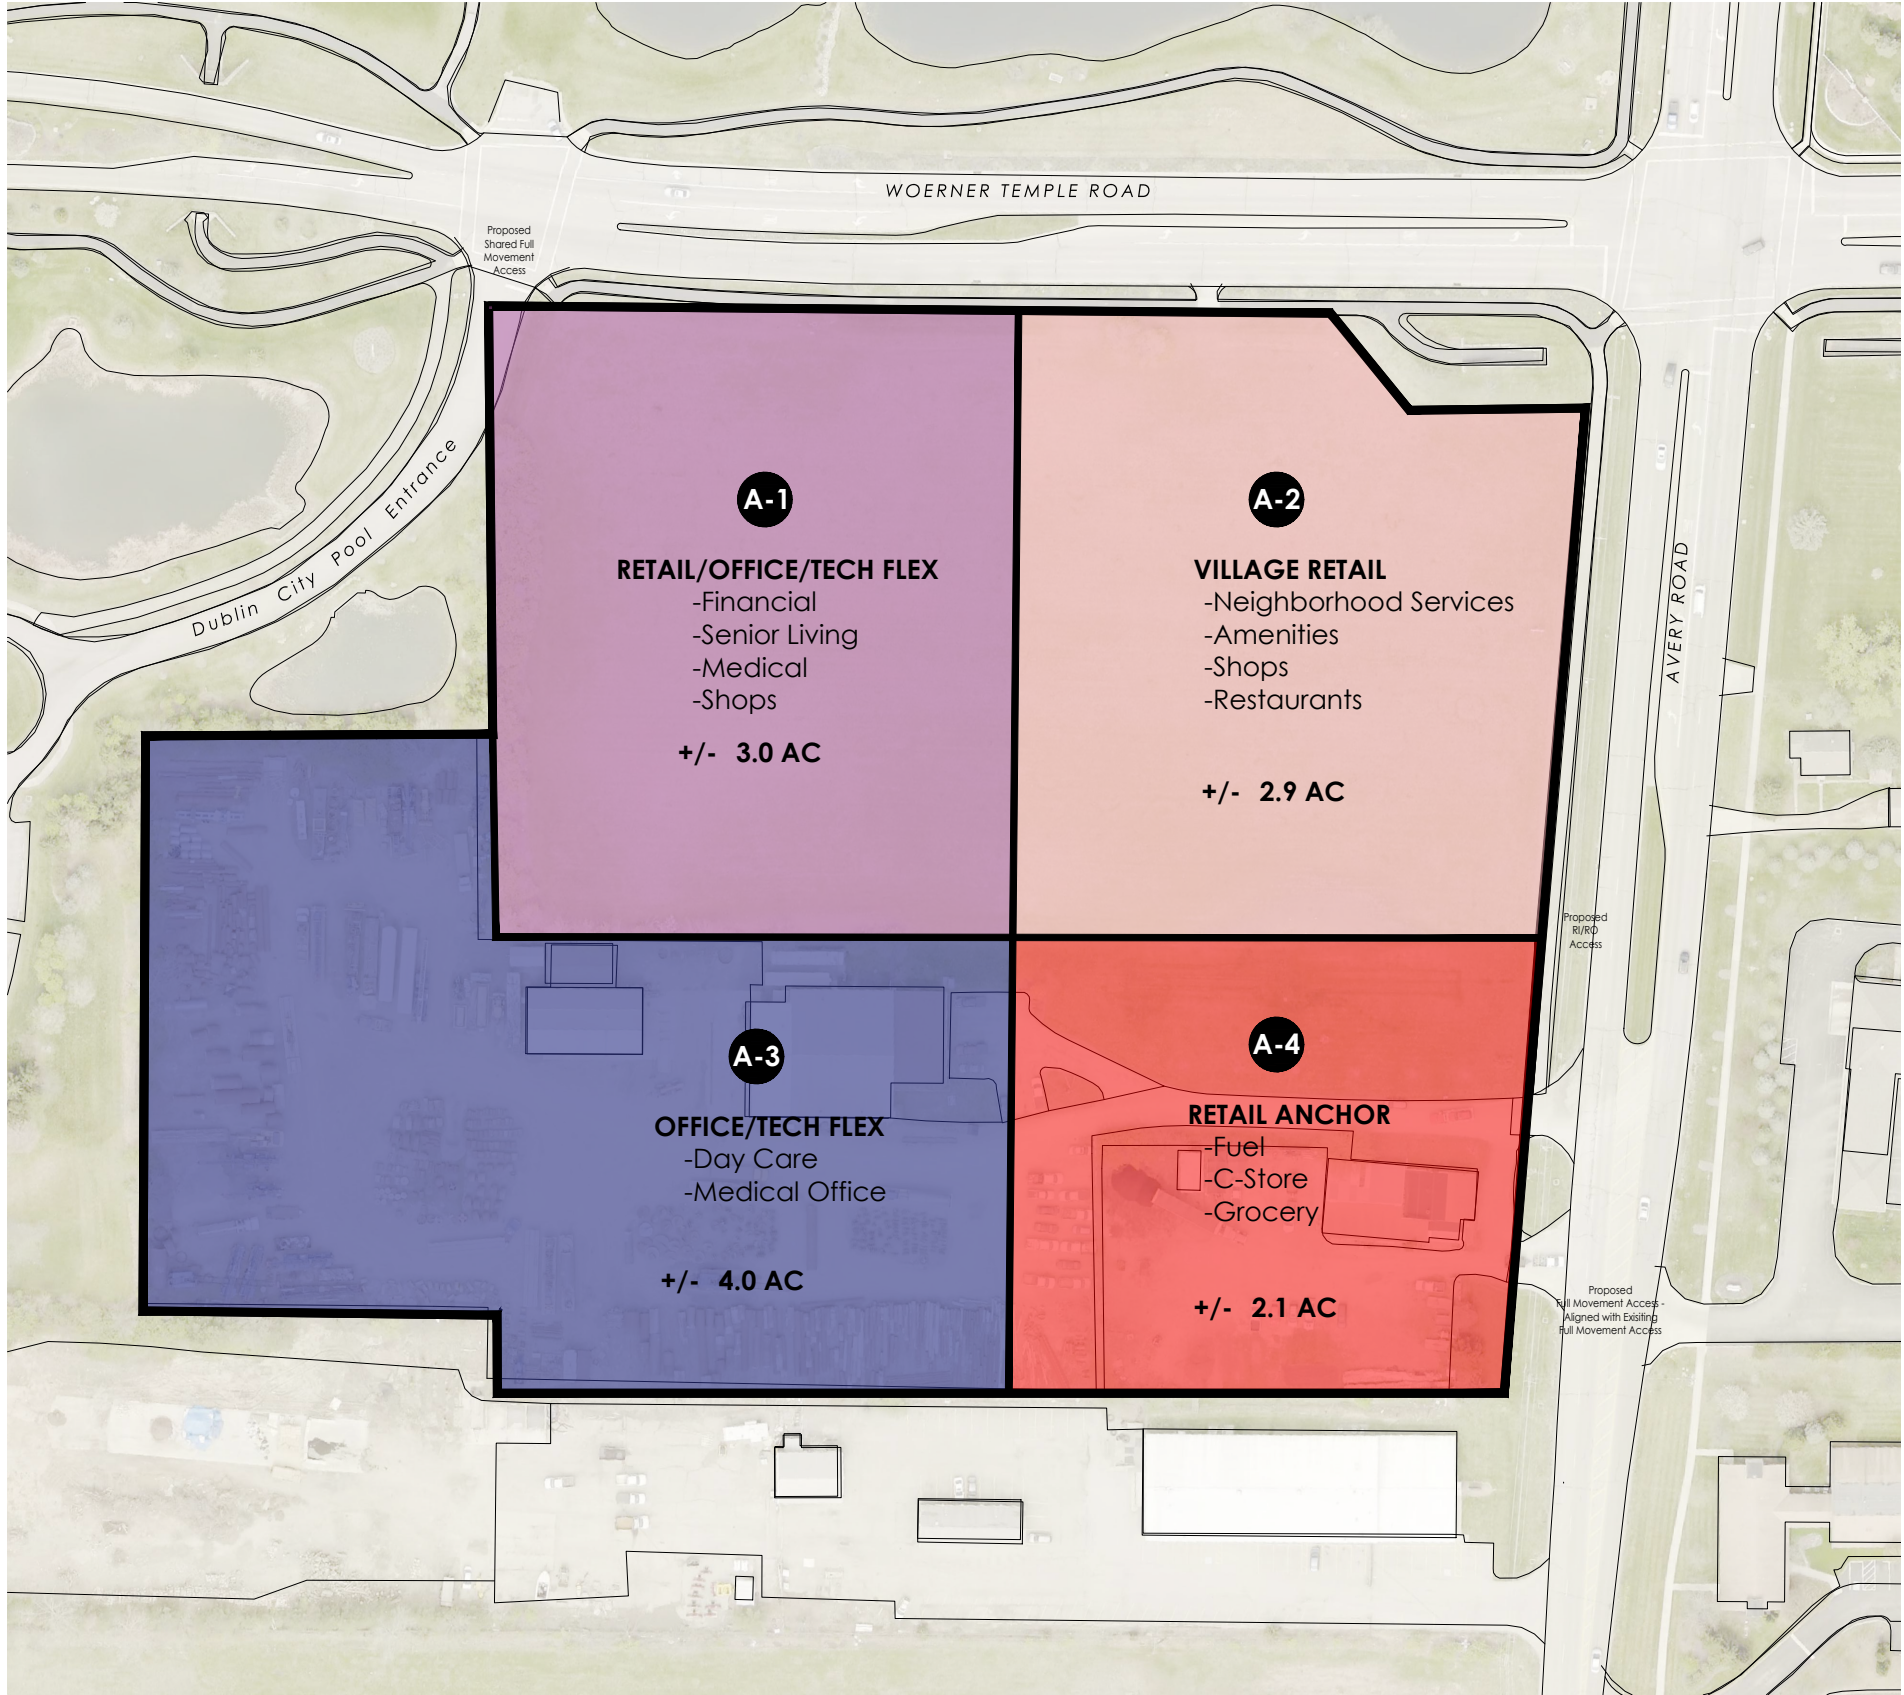 WOERNER TEMPLE ROAD
Proposed
Shared Full
Movement
Access
Dublin City Pool Entrance
AVERY ROAD
A-1
RETAIL/OFFICE/TECH FLEX
-Financial
-Senior Living
-Medical
-Shops
+/- 3.0 AC
A-2
VILLAGE RETAIL
-Neighborhood Services
-Amenities
-Shops
-Restaurants
+/- 2.9 AC
Proposed
RI/RO
Access
A-3
OFFICE/TECH FLEX
-Day Care
-Medical Office
+/- 4.0 AC
A-4
RETAIL ANCHOR
-Fuel
-C-Store
-Grocery
+/- 2.1 AC
Proposed
Full Movement Access -
Aligned with Exisiting
Full Movement Access